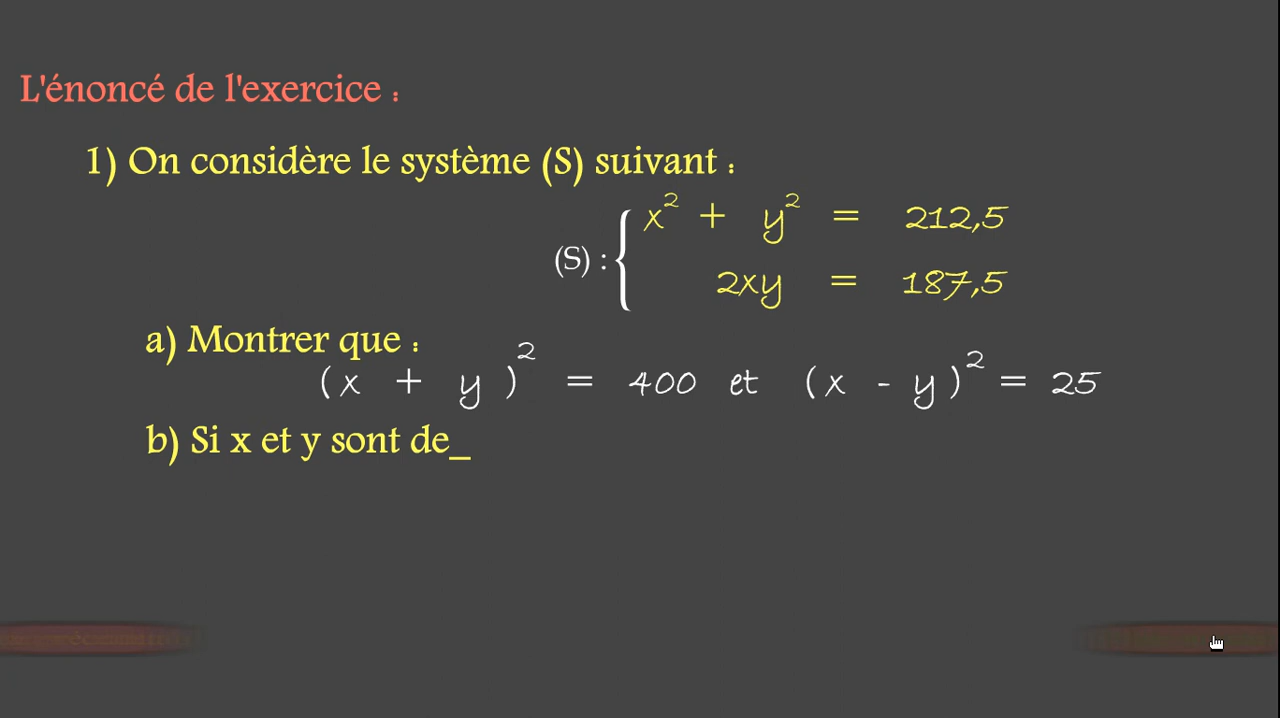 L'énoncé de l'exercice :
1) On considère le système (S) suivant :
x² + y² = 212,5
(S) : {
2xy = 187,5
a) Montrer que :
(x + y)² = 400 et (x - y)² = 25
b) Si x et y sont de_